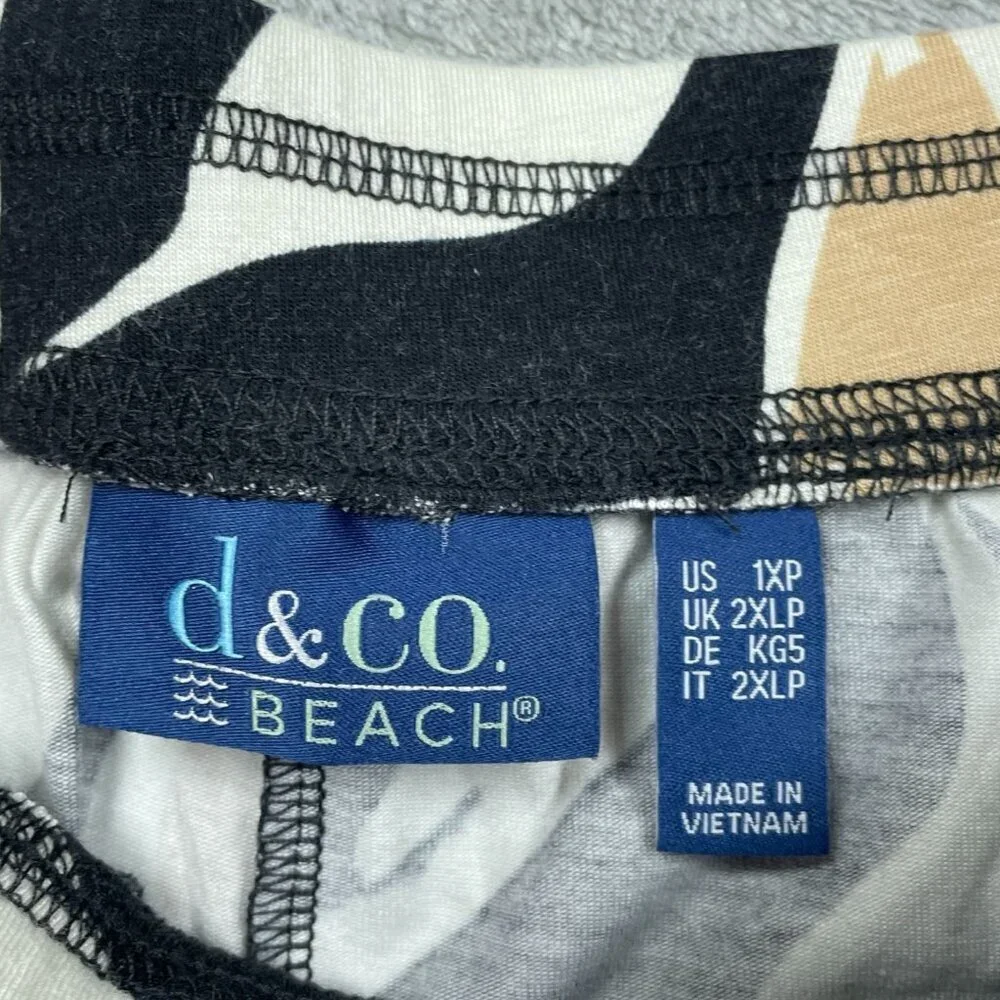 d&co.
BEACH®
US 1XP
UK 2XLP
DE KG5
IT 2XLP
MADE IN
VIETNAM